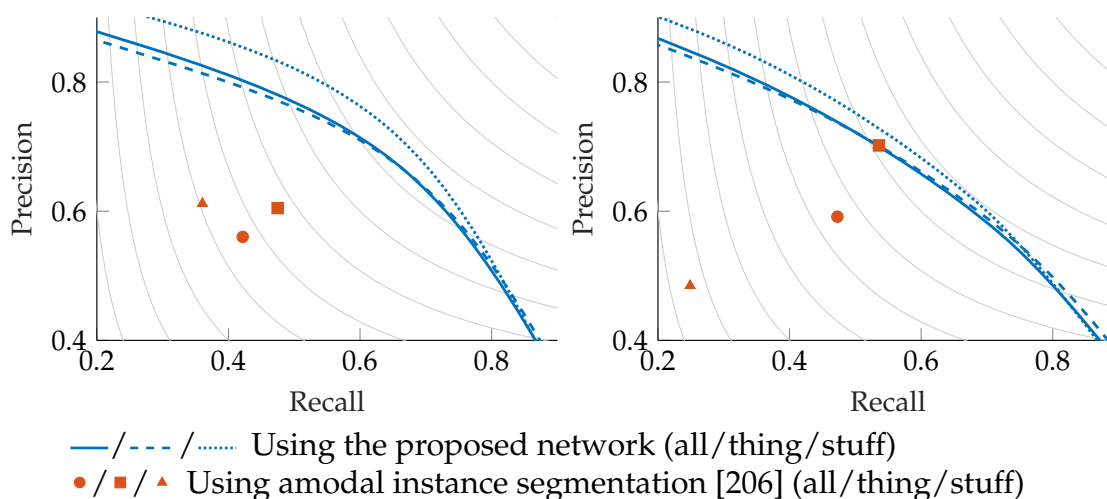 0.8
0.6
0.4
0.2 0.4 0.6 0.8
Precision
Recall
0.8
0.6
0.4
0.2 0.4 0.6 0.8
Precision
Recall
/ / Using the proposed network (all/thing/stuff)
/ / Using amodal instance segmentation [206] (all/thing/stuff)